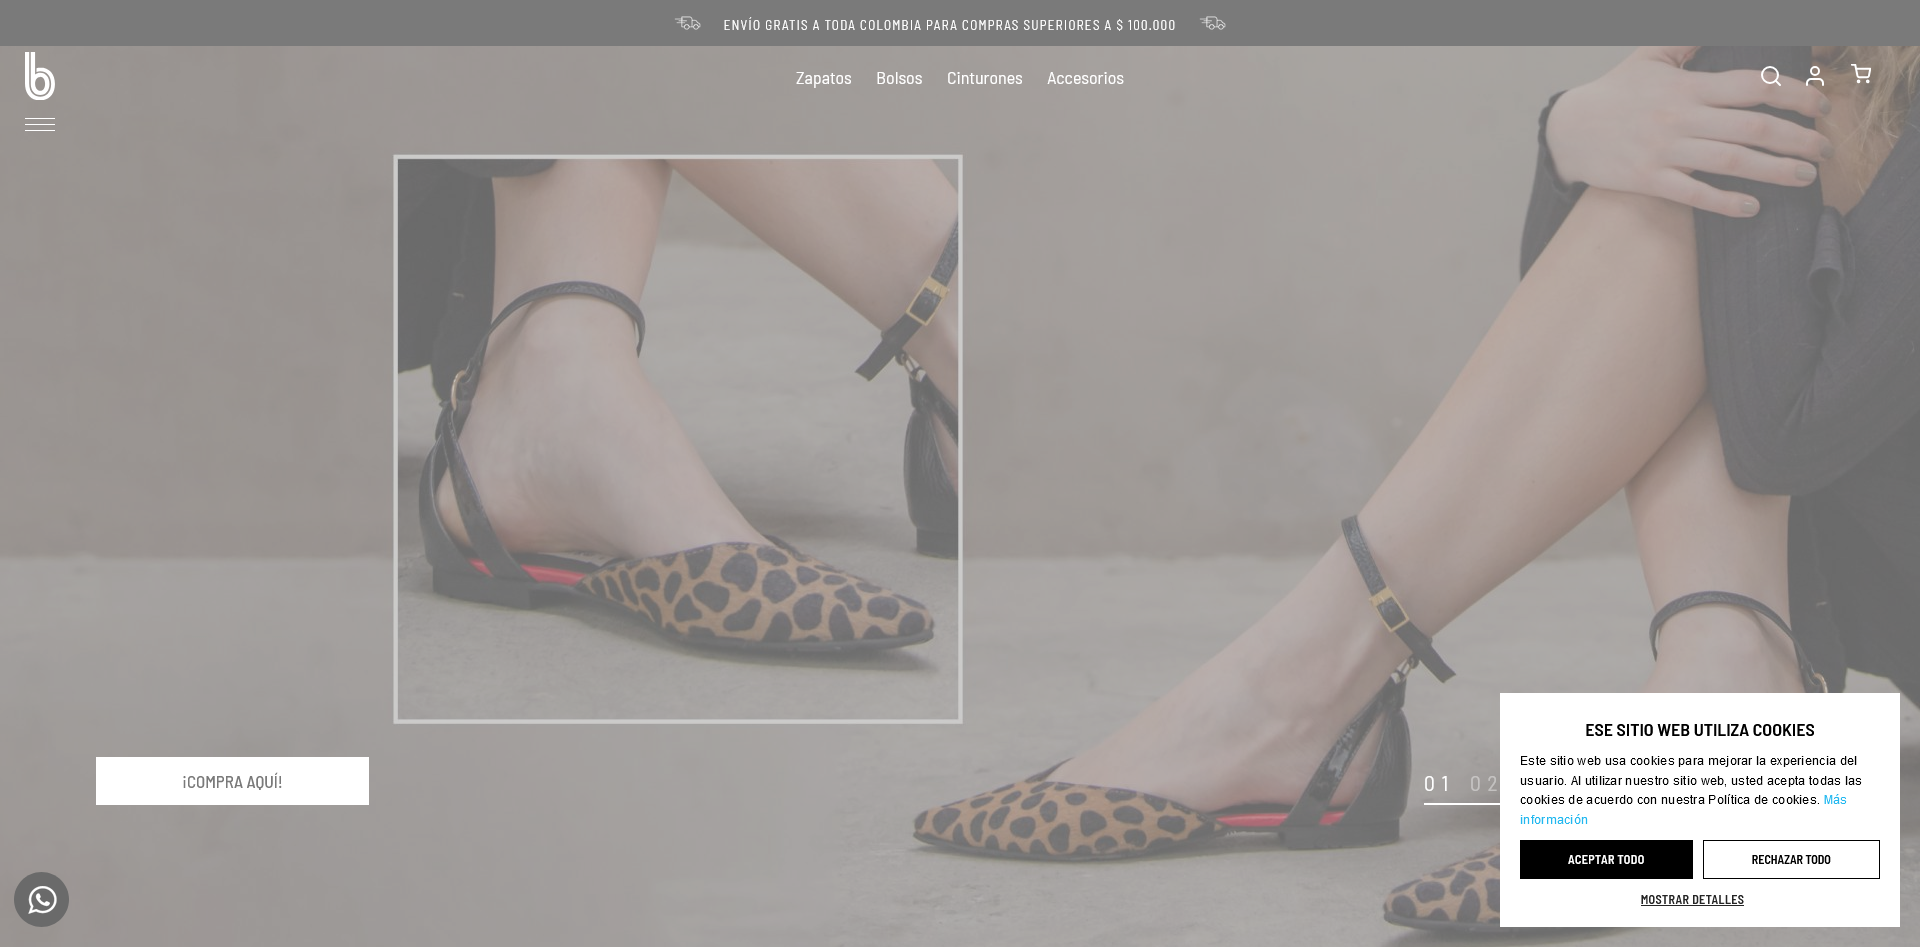 ENVÍO GRATIS A TODA COLOMBIA PARA COMPRAS SUPERIORES A $ 100.000
b
Zapatos Bolsos Cinturones Accesorios
¡COMPRA AQUÍ!
01 02
ESE SITIO WEB UTILIZA COOKIES
Este sitio web usa cookies para mejorar la experiencia del
usuario. Al utilizar nuestro sitio web, usted acepta todas las
cookies de acuerdo con nuestra Política de cookies. Más
información
ACEPTAR TODO RECHAZAR TODO
MOSTRAR DETALLES